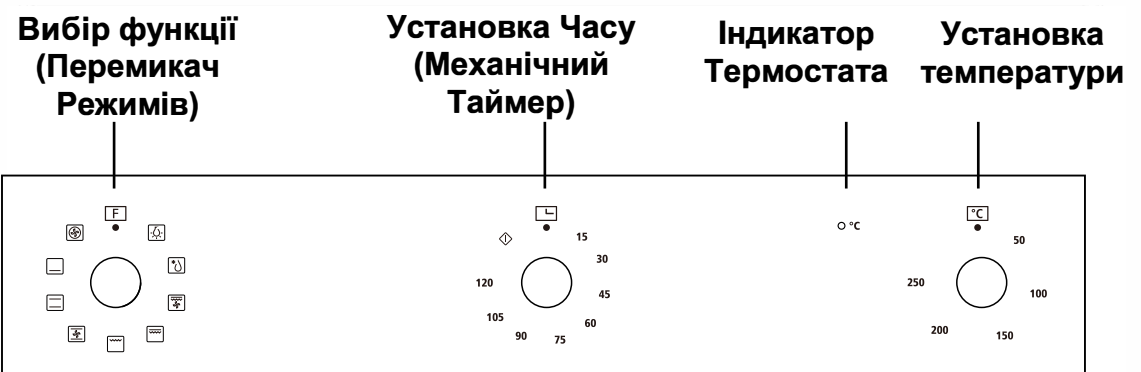 Вибір функції
(Перемикач
Режимів)
Установка Часу
(Механічний
Таймер)
Індикатор
Термостата
Установка
температури
F
15
30
45
60
75
90
105
120
°C
°C
50
100
150
200
250